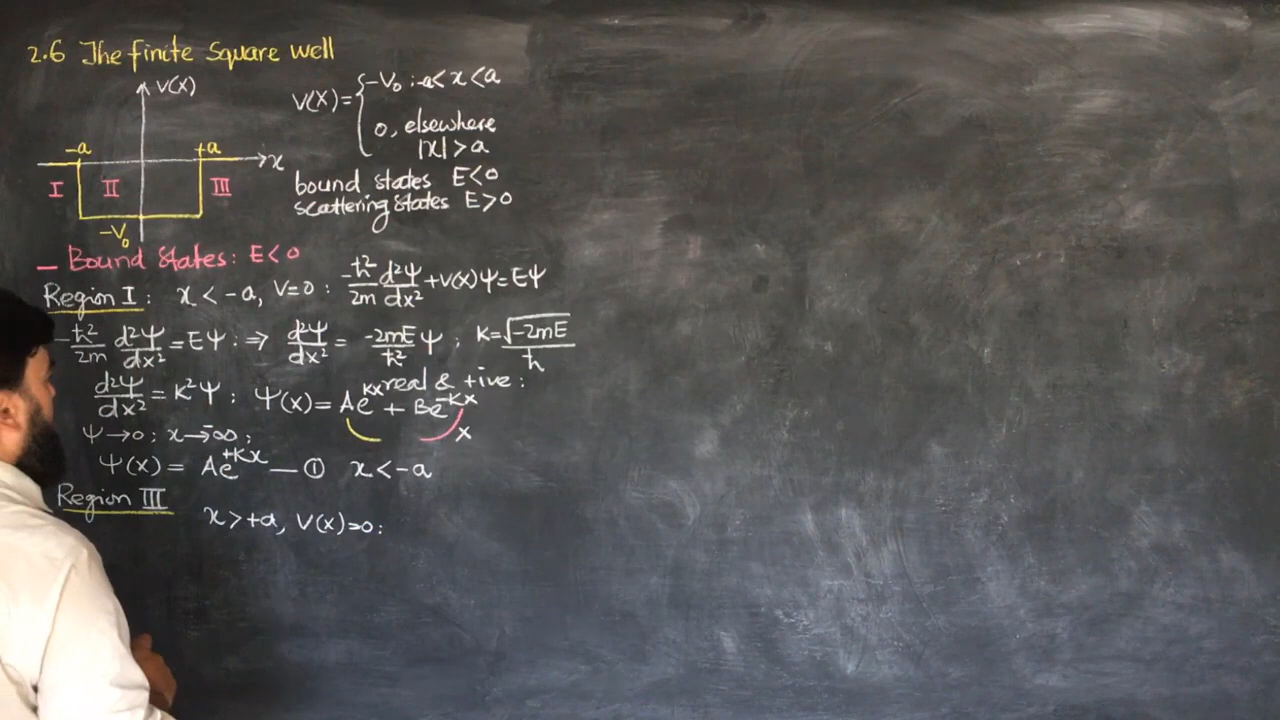 2.6 The finite Square well
V(x)
-a
+a
x
I II III
-V₀
V(x) = { -V₀ ; -a < x < a
0, elsewhere
|x| > a
bound states E<0
scattering states E>0
— Bound States: E<0
Region I: x < -a, V=0 : -ℏ²/2m d²Ψ/dx² + V(x)Ψ = EΨ
-ℏ²/2m d²Ψ/dx² = EΨ : ⇒ d²Ψ/dx² = -2mE/ℏ² Ψ ; K = √-2mE/ℏ
real & +ive :
d²Ψ/dx² = K²Ψ ; Ψ(x) = Ae^Kx + Be^-Kx
Ψ→0 ; x→-∞ ; x
Ψ(x) = Ae^+Kx — ① x < -a
Region III
x > +a, V(x)=0 :